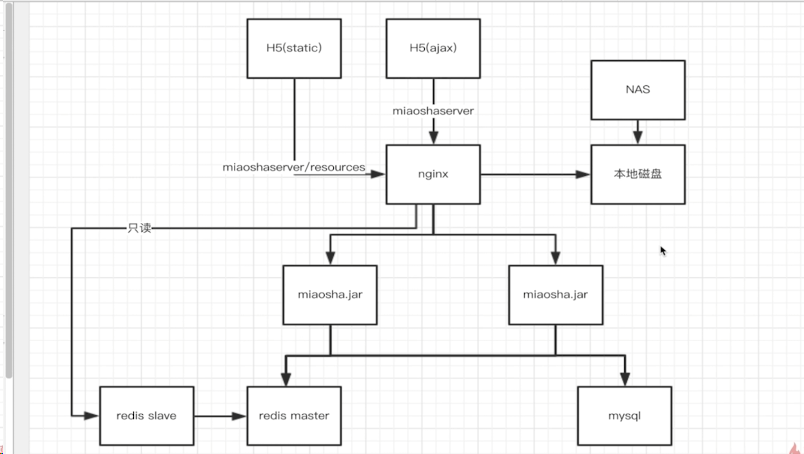 H5(static)
H5(ajax)
NAS
miaoshaserver
miaoshaserver/resources
nginx
本地磁盘
只读
miaosha.jar
miaosha.jar
redis slave
redis master
mysql